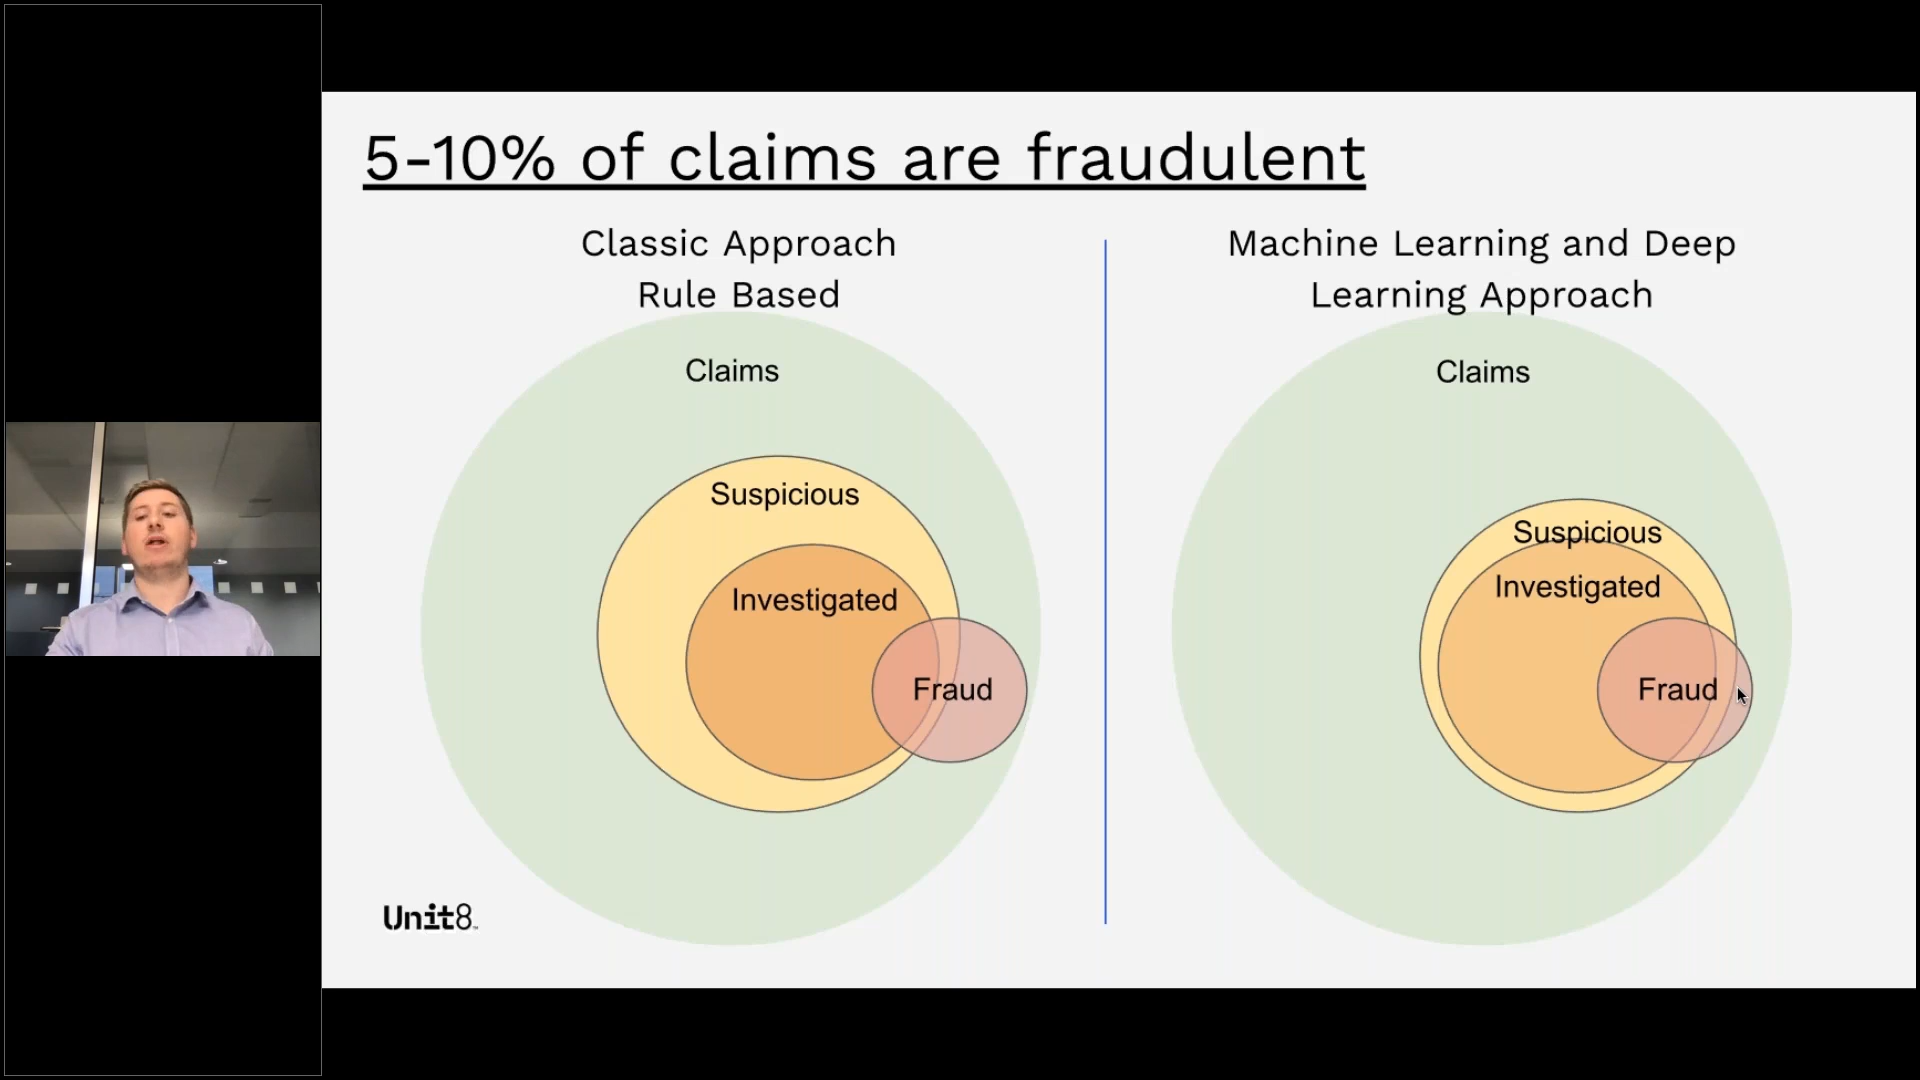 5-10% of claims are fraudulent
Classic Approach
Rule Based
Claims
Suspicious
Investigated
Fraud
Machine Learning and Deep
Learning Approach
Claims
Suspicious
Investigated
Fraud
Unit8